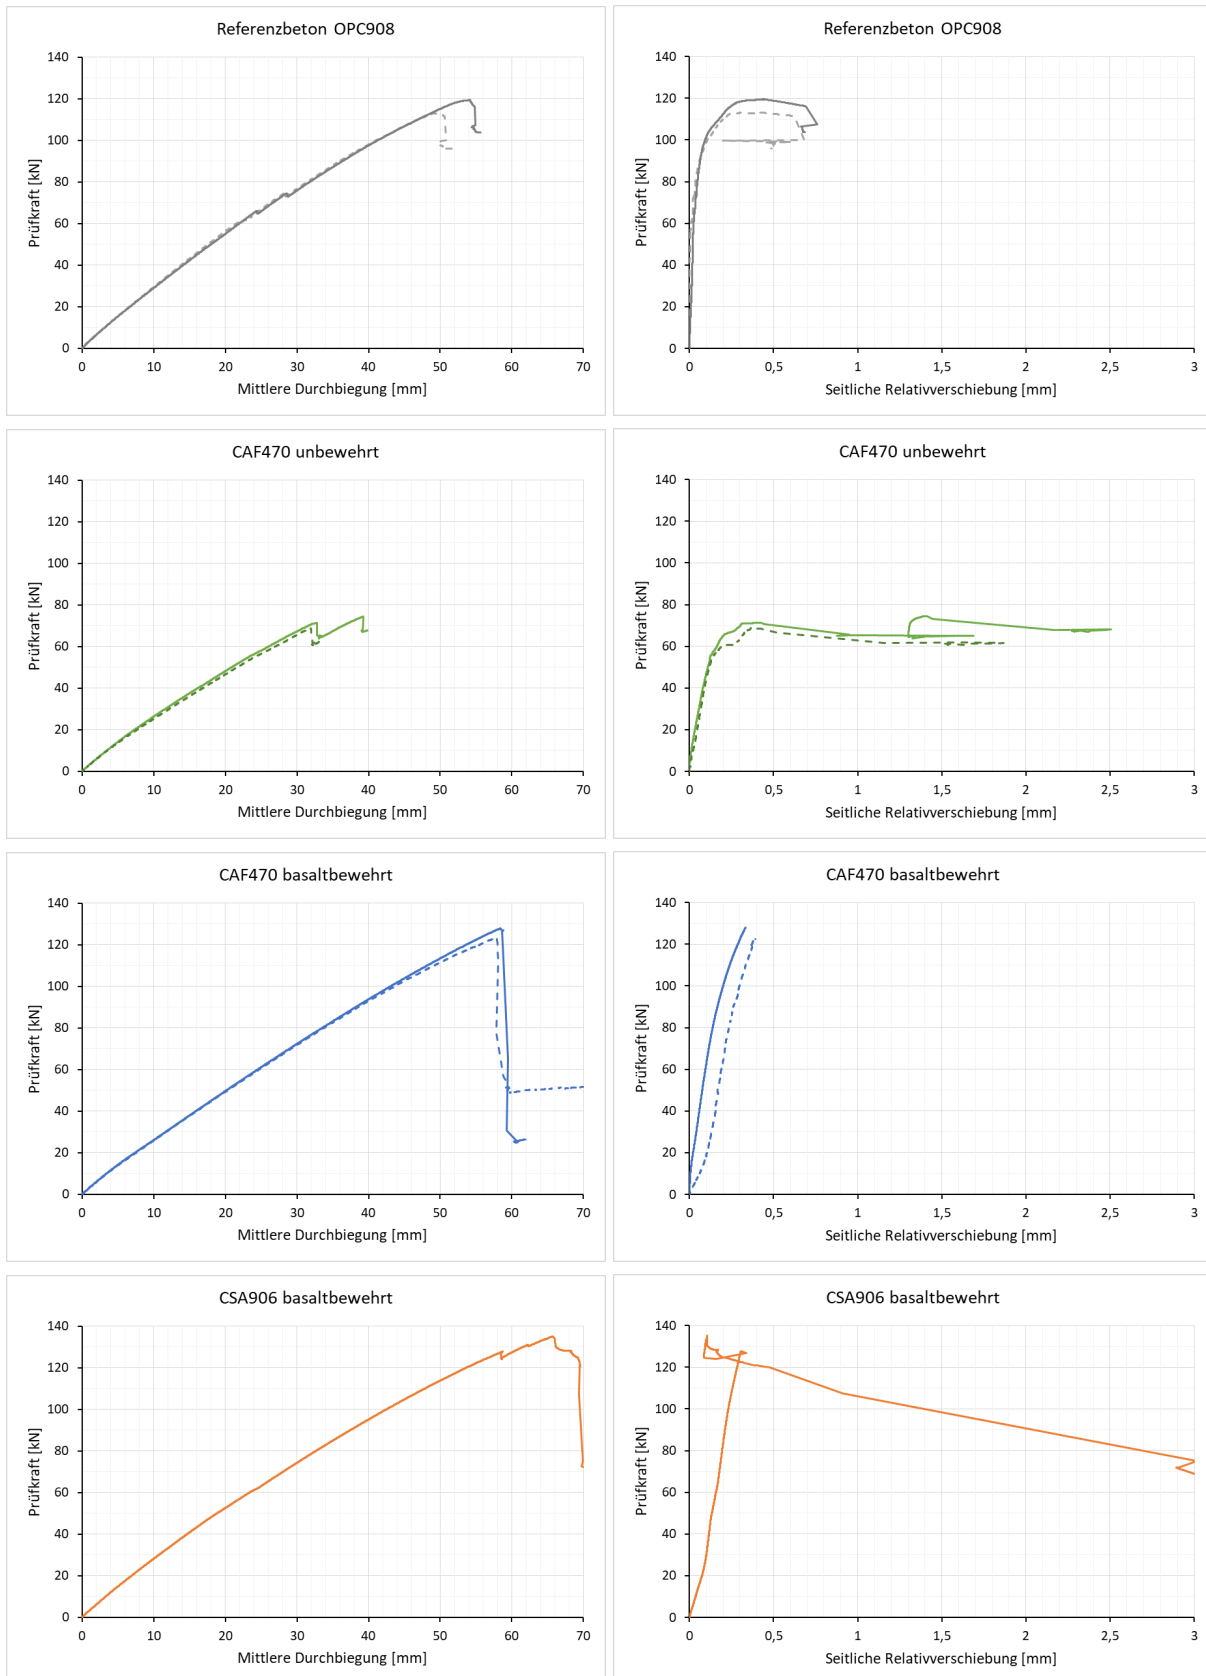 Referenzbeton OPC908
140
120
100
80
60
40
20
0
Prüfkraft [kN]
0 10 20 30 40 50 60 70
Mittlere Durchbiegung [mm]
Referenzbeton OPC908
140
120
100
80
60
40
20
0
Prüfkraft [kN]
0 0,5 1 1,5 2 2,5 3
Seitliche Relativverschiebung [mm]
CAF470 unbewehrt
140
120
100
80
60
40
20
0
Prüfkraft [kN]
0 10 20 30 40 50 60 70
Mittlere Durchbiegung [mm]
CAF470 unbewehrt
140
120
100
80
60
40
20
0
Prüfkraft [kN]
0 0,5 1 1,5 2 2,5 3
Seitliche Relativverschiebung [mm]
CAF470 basaltbewehrt
140
120
100
80
60
40
20
0
Prüfkraft [kN]
0 10 20 30 40 50 60 70
Mittlere Durchbiegung [mm]
CAF470 basaltbewehrt
140
120
100
80
60
40
20
0
Prüfkraft [kN]
0 0,5 1 1,5 2 2,5 3
Seitliche Relativverschiebung [mm]
CSA906 basaltbewehrt
140
120
100
80
60
40
20
0
Prüfkraft [kN]
0 10 20 30 40 50 60 70
Mittlere Durchbiegung [mm]
CSA906 basaltbewehrt
140
120
100
80
60
40
20
0
Prüfkraft [kN]
0 0,5 1 1,5 2 2,5 3
Seitliche Relativverschiebung [mm]